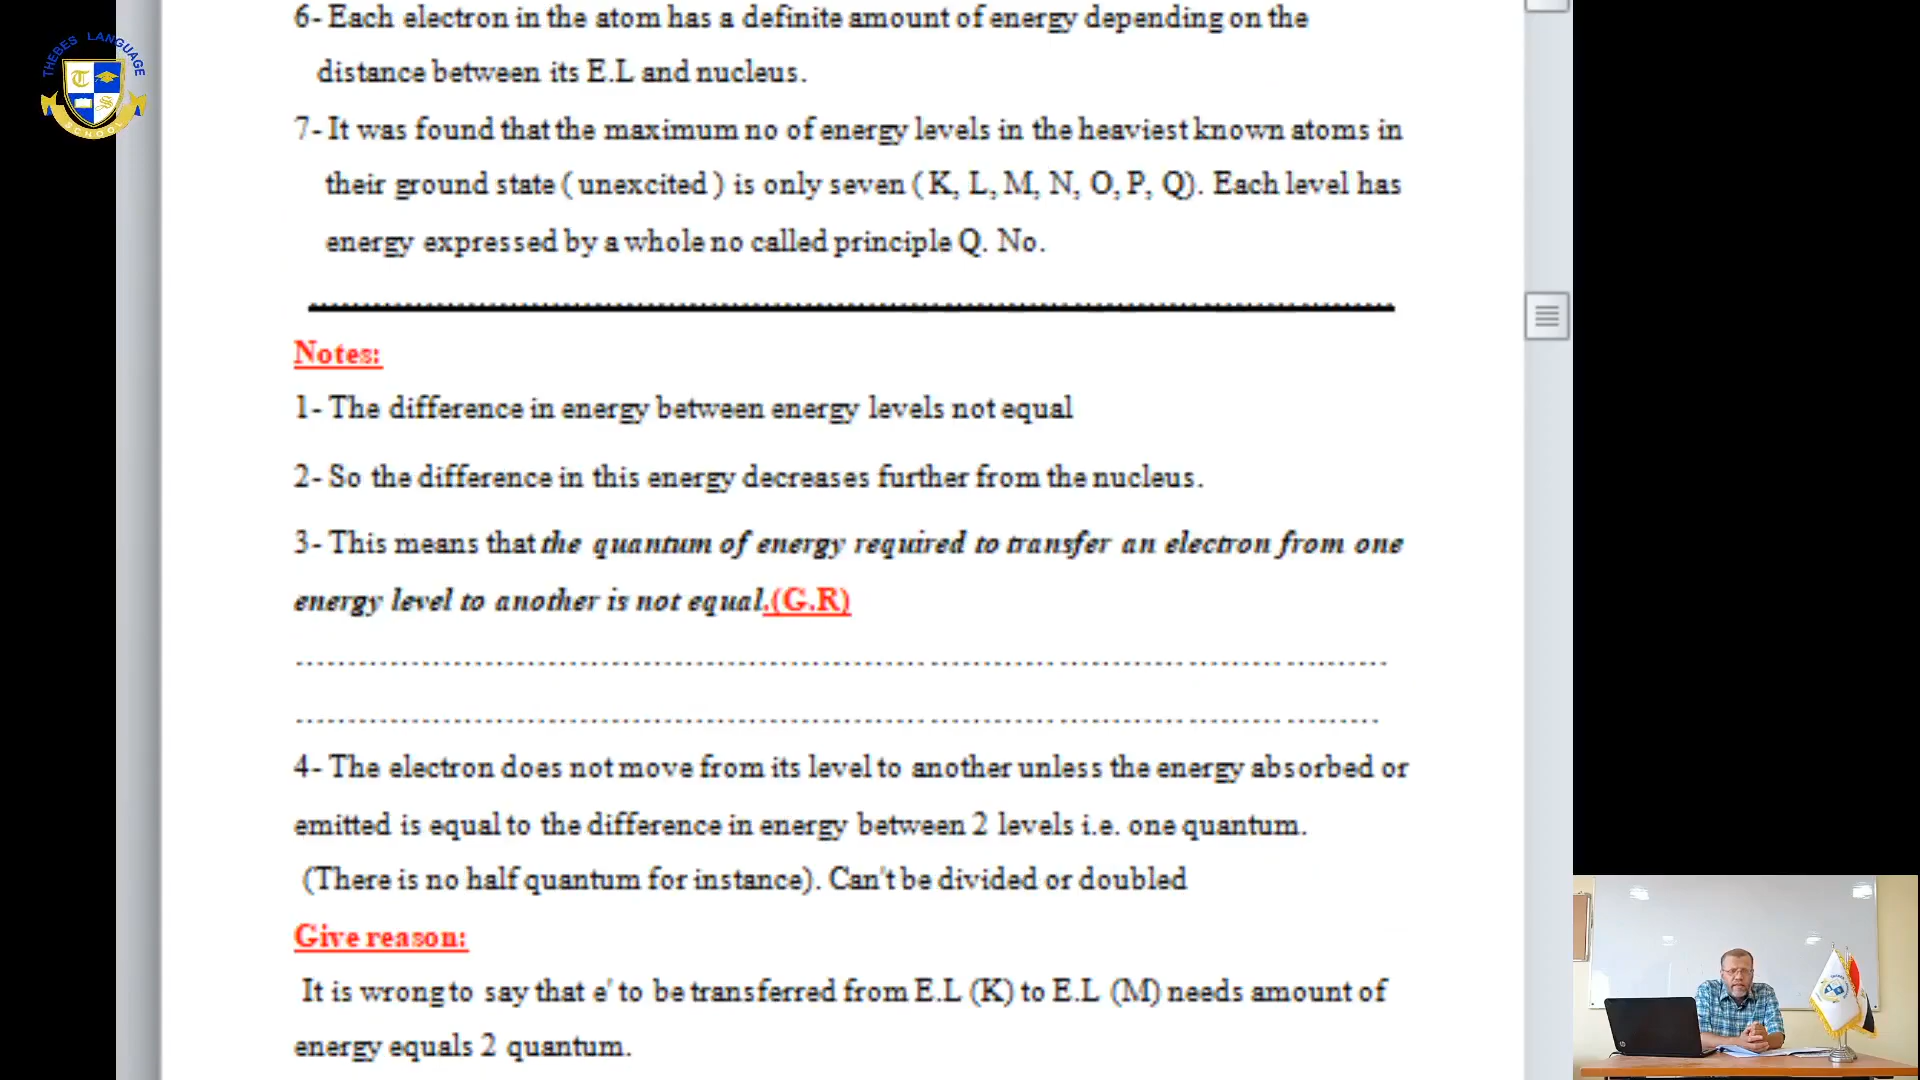 THEBES LANGUAGE
SCHOOL
6- Each electron in the atom has a definite amount of energy depending on the
distance between its E.L and nucleus.
7- It was found that the maximum no of energy levels in the heaviest known atoms in
their ground state ( unexcited ) is only seven ( K, L, M, N, O, P, Q). Each level has
energy expressed by a whole no called principle Q. No.
Notes:
1- The difference in energy between energy levels not equal
2- So the difference in this energy decreases further from the nucleus.
3- This means that the quantum of energy required to transfer an electron from one
energy level to another is not equal.(G.R)
4- The electron does not move from its level to another unless the energy absorbed or
emitted is equal to the difference in energy between 2 levels i.e. one quantum.
(There is no half quantum for instance). Can't be divided or doubled
Give reason:
It is wrong to say that e' to be transferred from E.L (K) to E.L (M) needs amount of
energy equals 2 quantum.